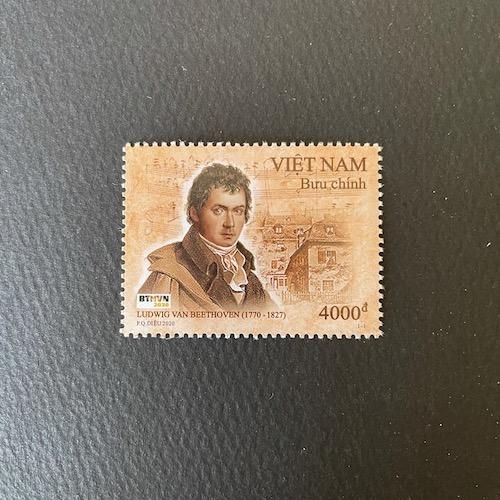 VIỆT NAM
Bưu chính
BTHVN
2020
LUDWIG VAN BEETHOVEN (1770 - 1827)
P.Q.DIỆU 2020
4000đ
1-1